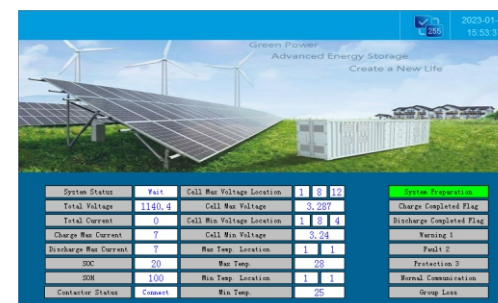 2023-01-
255
15:53:3
Green Power
Advanced Energy Storage
Create a New Life
System Status Wait Cell Max Voltage Location 1 8 12 System Preparation
Total Voltage 1140.4 Cell Max Voltage 3.287 Charge Completed Flag
Total Current 0 Cell Min Voltage Location 1 8 4 Discharge Completed Flag
Charge Max Current 7 Cell Min Voltage 3.24 Warning 1
Discharge Max Current 7 Max Temp. Location 1 1 Fault 2
SOC 20 Max Temp. 28 Protection 3
SOH 100 Min Temp. Location 1 1 Normal Communication
Contactor Status Connect Min Temp. 25 Group Loss